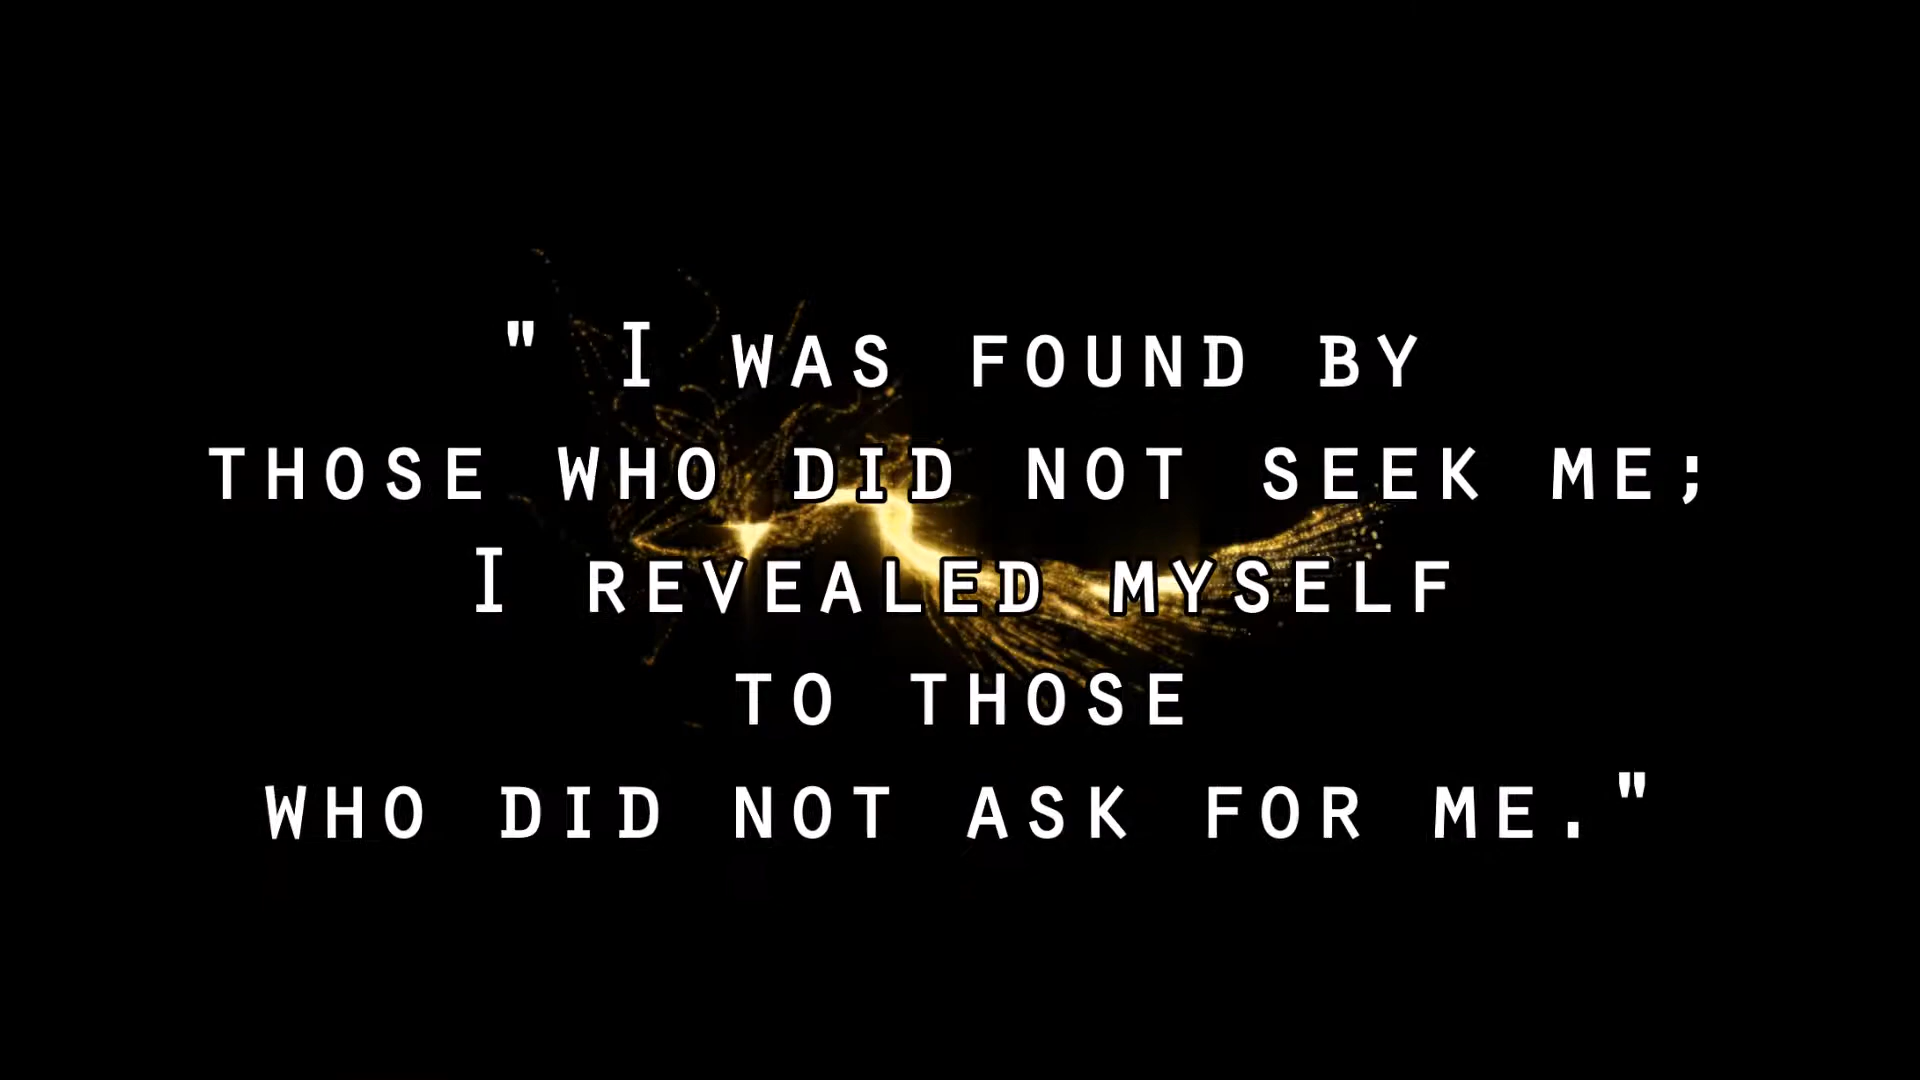 " I WAS FOUND BY
THOSE WHO DID NOT SEEK ME;
I REVEALED MYSELF
TO THOSE
WHO DID NOT ASK FOR ME."